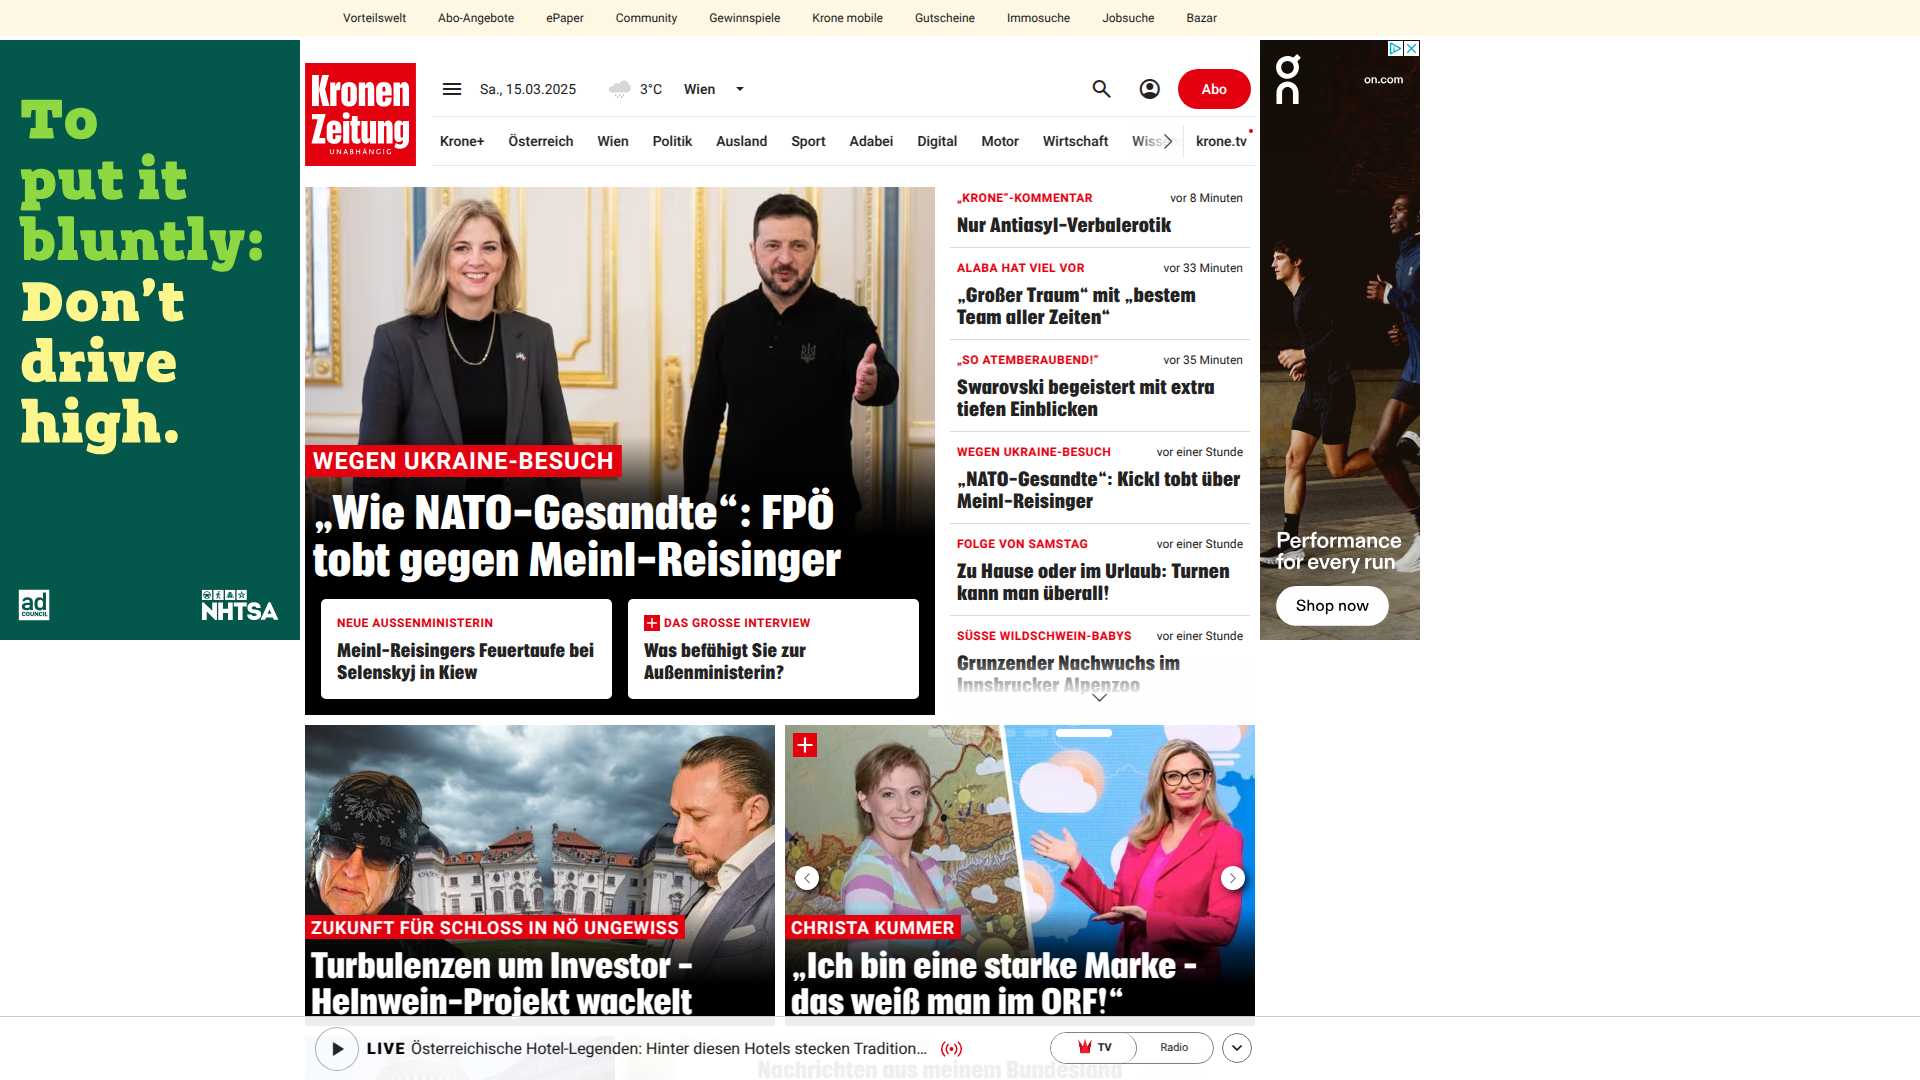 Vorteilswelt Abo-Angebote ePaper Community Gewinnspiele Krone mobile Gutscheine Immosuche Jobsuche Bazar
To
put it
bluntly:
Don't
drive
high.
ad
COUNCIL
NHTSA
Kronen
Zeitung
UNABHÄNGIG
Sa., 15.03.2025 3°C Wien
Abo
Krone+ Österreich Wien Politik Ausland Sport Adabei Digital Motor Wirtschaft krone.tv
WEGEN UKRAINE-BESUCH
„Wie NATO-Gesandte“: FPÖ
tobt gegen Meinl-Reisinger
NEUE AUSSENMINISTERIN
Meinl-Reisingers Feuertaufe bei
Selenskyj in Kiew
DAS GROSSE INTERVIEW
Was befähigt Sie zur
Außenministerin?
„KRONE“-KOMMENTAR vor 8 Minuten
Nur Antiasyl-Verbalerotik
ALABA HAT VIEL VOR vor 33 Minuten
„Großer Traum“ mit „bestem
Team aller Zeiten“
„SO ATEMBERAUBEND!“ vor 35 Minuten
Swarovski begeistert mit extra
tiefen Einblicken
WEGEN UKRAINE-BESUCH vor einer Stunde
„NATO-Gesandte“: Kickl tobt über
Meinl-Reisinger
FOLGE VON SAMSTAG vor einer Stunde
Zu Hause oder im Urlaub: Turnen
kann man überall!
SÜSSE WILDSCHWEIN-BABYS vor einer Stunde
Grunzender Nachwuchs im
Innsbrucker Alpenzoo
on
on.com
Performance
for every run
Shop now
ZUKUNFT FÜR SCHLOSS IN NÖ UNGEWISS
Turbulenzen um Investor –
Helnwein-Projekt wackelt
CHRISTA KUMMER
„Ich bin eine starke Marke –
das weiß man im ORF!“
LIVE Österreichische Hotel-Legenden: Hinter diesen Hotels stecken Tradition...
TV Radio
Nachrichten aus meinem Bundesland